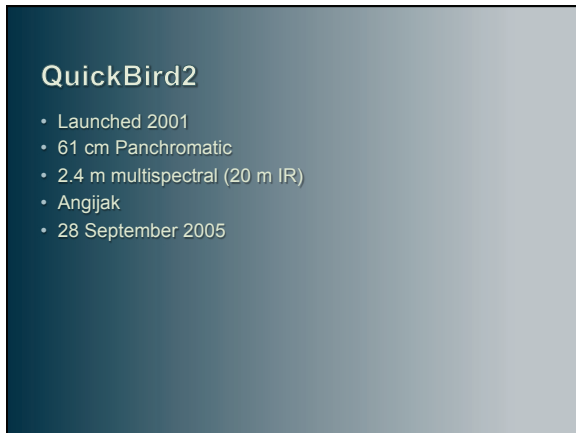 QuickBird2
• Launched 2001
• 61 cm Panchromatic
• 2.4 m multispectral (20 m IR)
• Angijak
• 28 September 2005